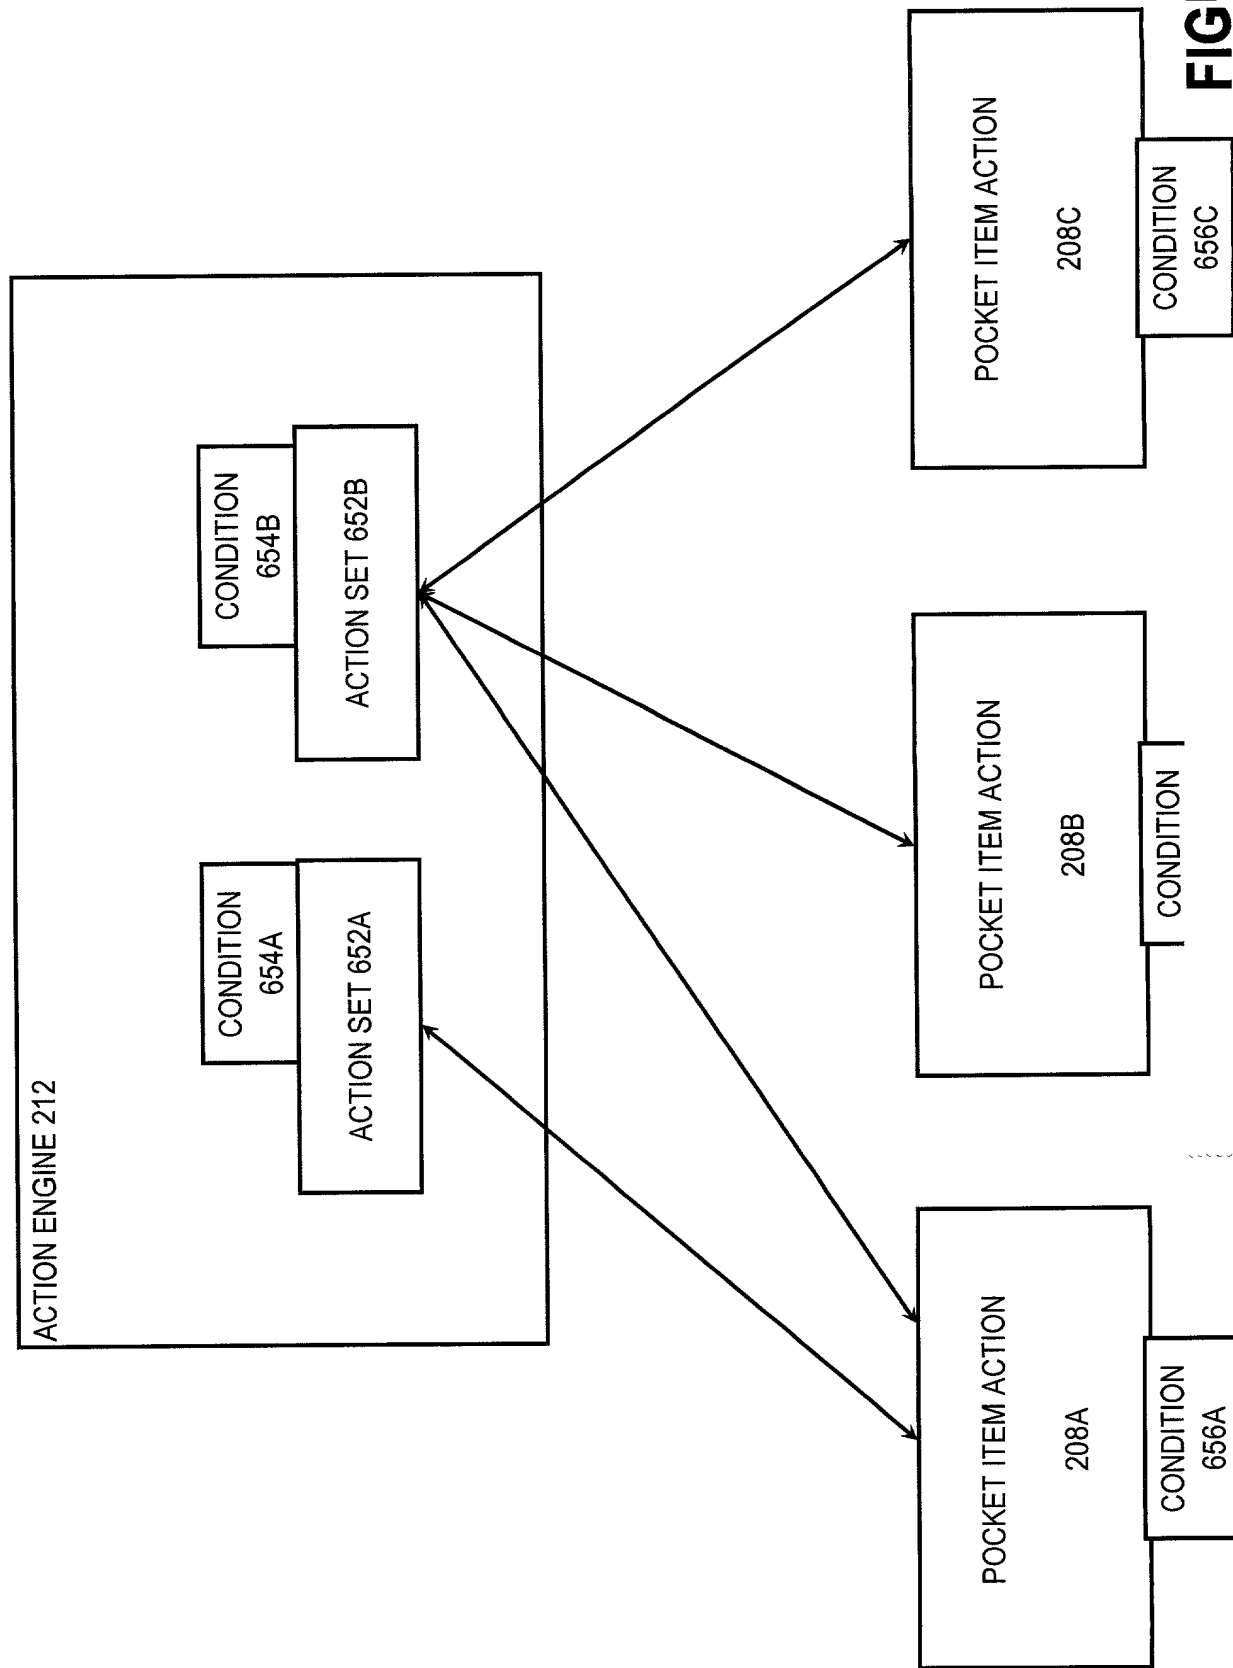 ACTION ENGINE 212
CONDITION
654A
CONDITION
654B
ACTION SET 652A
ACTION SET 652B
POCKET ITEM ACTION
208A
POCKET ITEM ACTION
208B
POCKET ITEM ACTION
208C
CONDITION
656A
CONDITION
CONDITION
656C
FIG